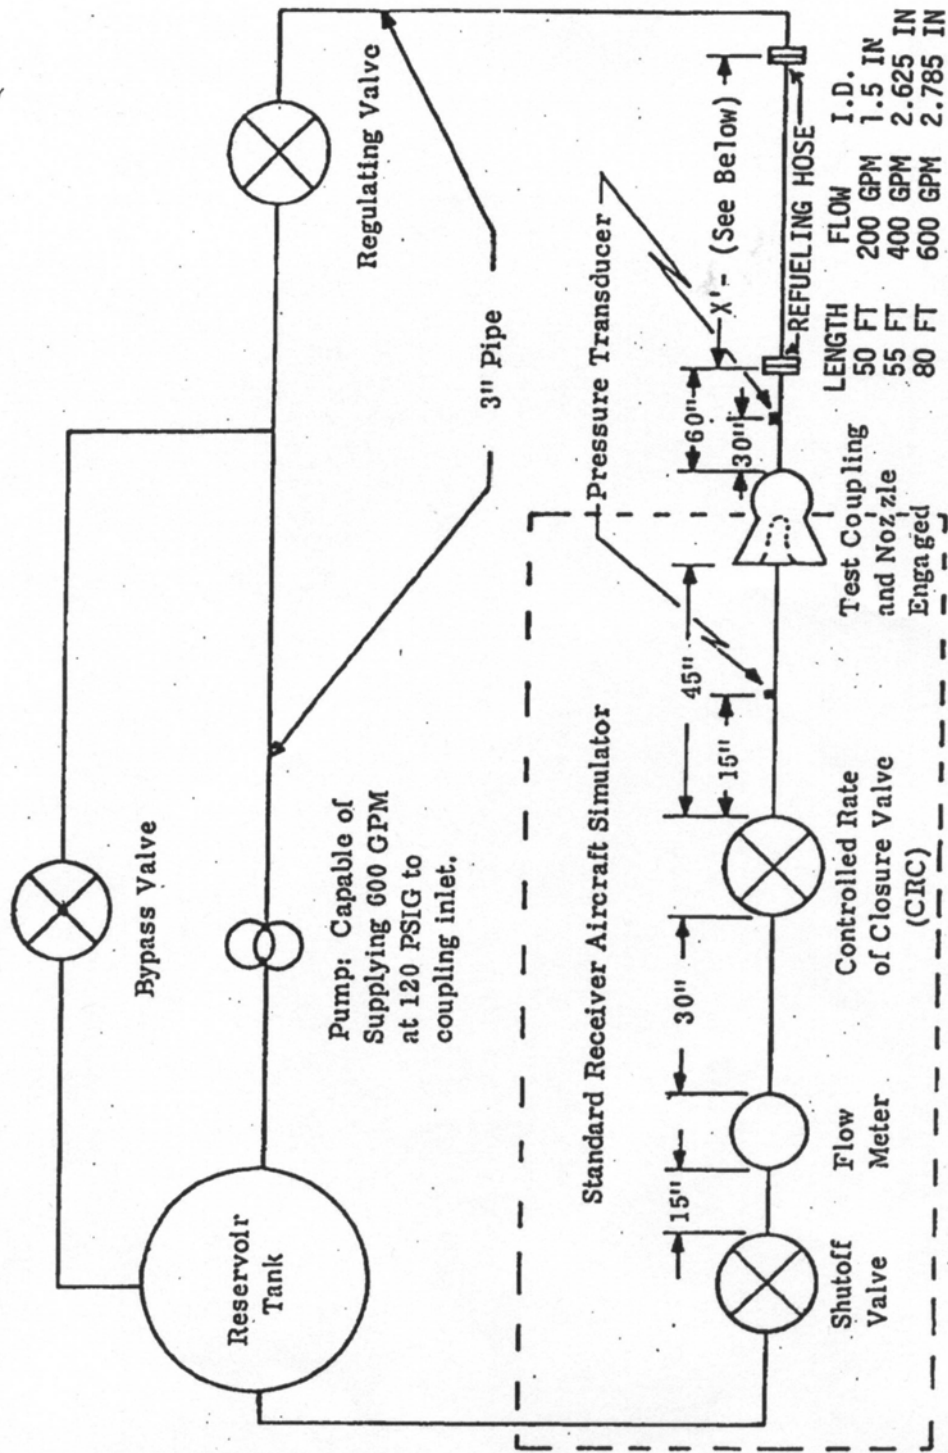 Bypass Valve
Regulating Valve
Reservoir
Tank
Pump: Capable of
Supplying 600 GPM
at 120 PSIG to
coupling inlet.
3" Pipe
Standard Receiver Aircraft Simulator
Pressure Transducer
15"
30"
15"
45"
30"
60"
X'- (See Below)
Shutoff
Valve
Flow
Meter
Controlled Rate
of Closure Valve
(CRC)
Test Coupling
and Nozzle
Engaged
REFUELING HOSE
LENGTH FLOW I.D.
50 FT 200 GPM 1.5 IN
55 FT 400 GPM 2.625 IN
80 FT 600 GPM 2.785 IN